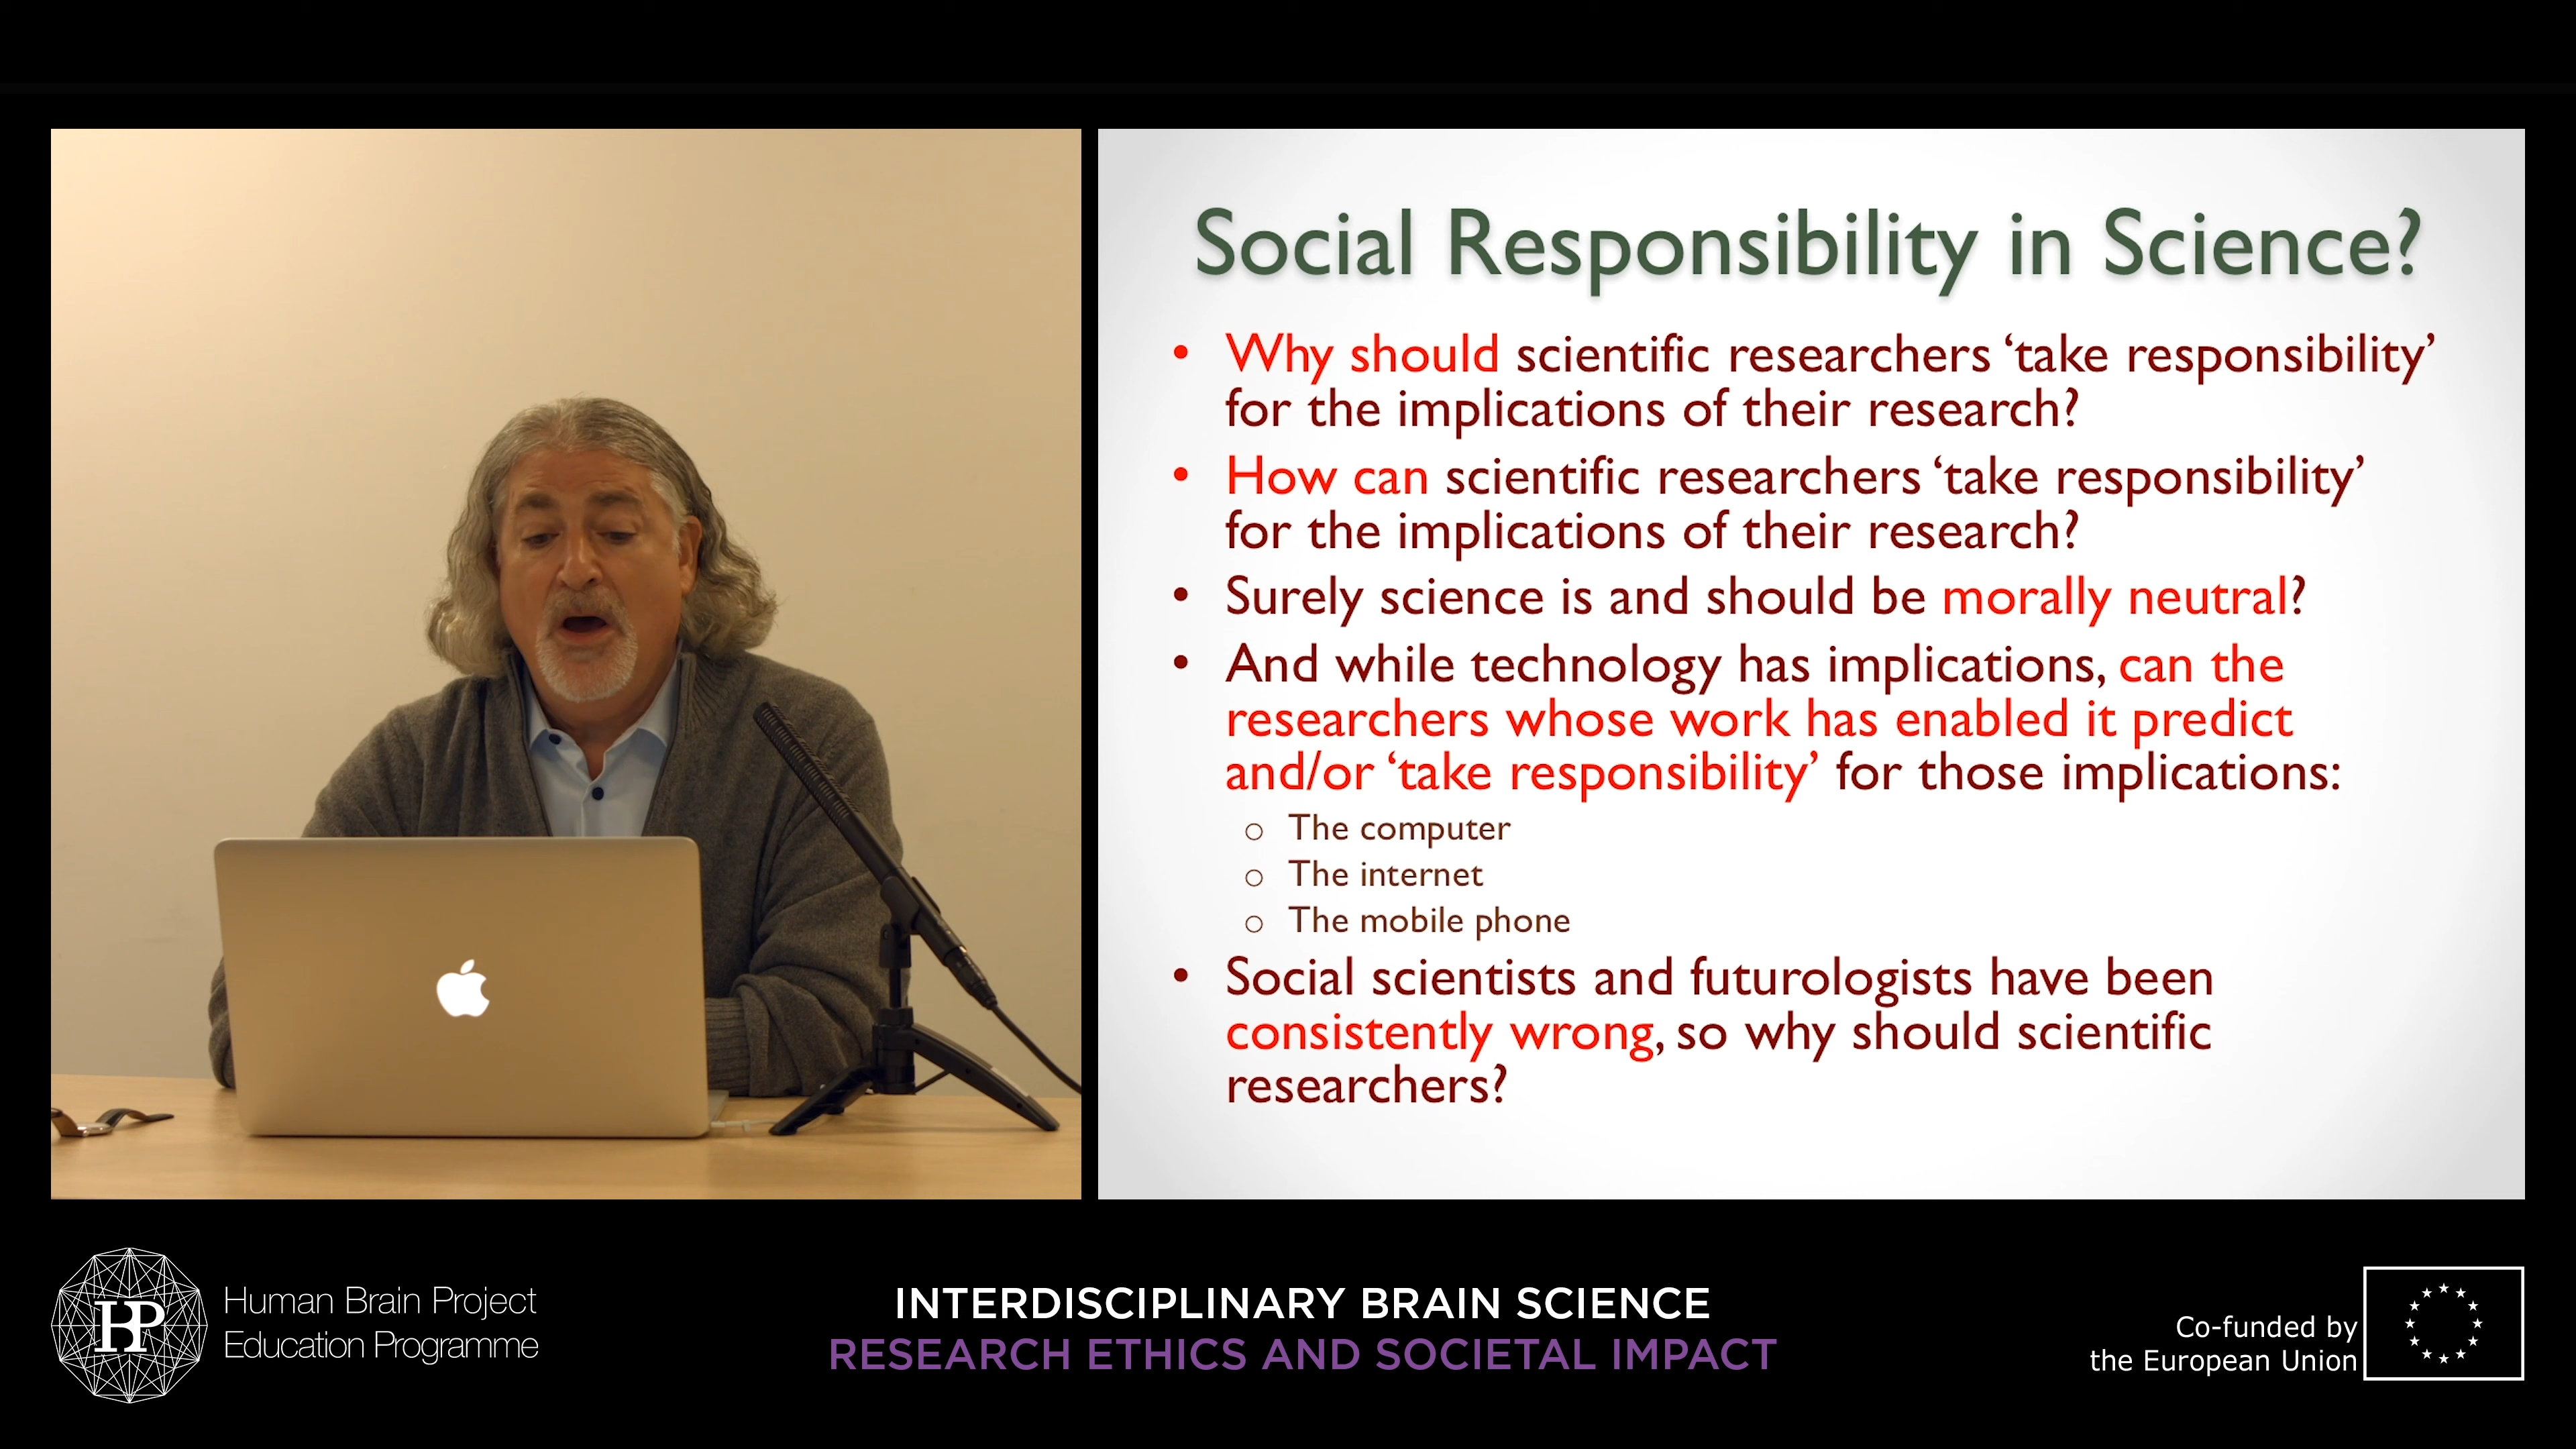 Social Responsibility in Science?
• Why should scientific researchers ‘take responsibility’
for the implications of their research?
• How can scientific researchers ‘take responsibility’
for the implications of their research?
• Surely science is and should be morally neutral?
• And while technology has implications, can the
researchers whose work has enabled it predict
and/or ‘take responsibility’ for those implications:
o The computer
o The internet
o The mobile phone
• Social scientists and futurologists have been
consistently wrong, so why should scientific
researchers?
HBP
Human Brain Project
Education Programme
INTERDISCIPLINARY BRAIN SCIENCE
RESEARCH ETHICS AND SOCIETAL IMPACT
Co-funded by
the European Union